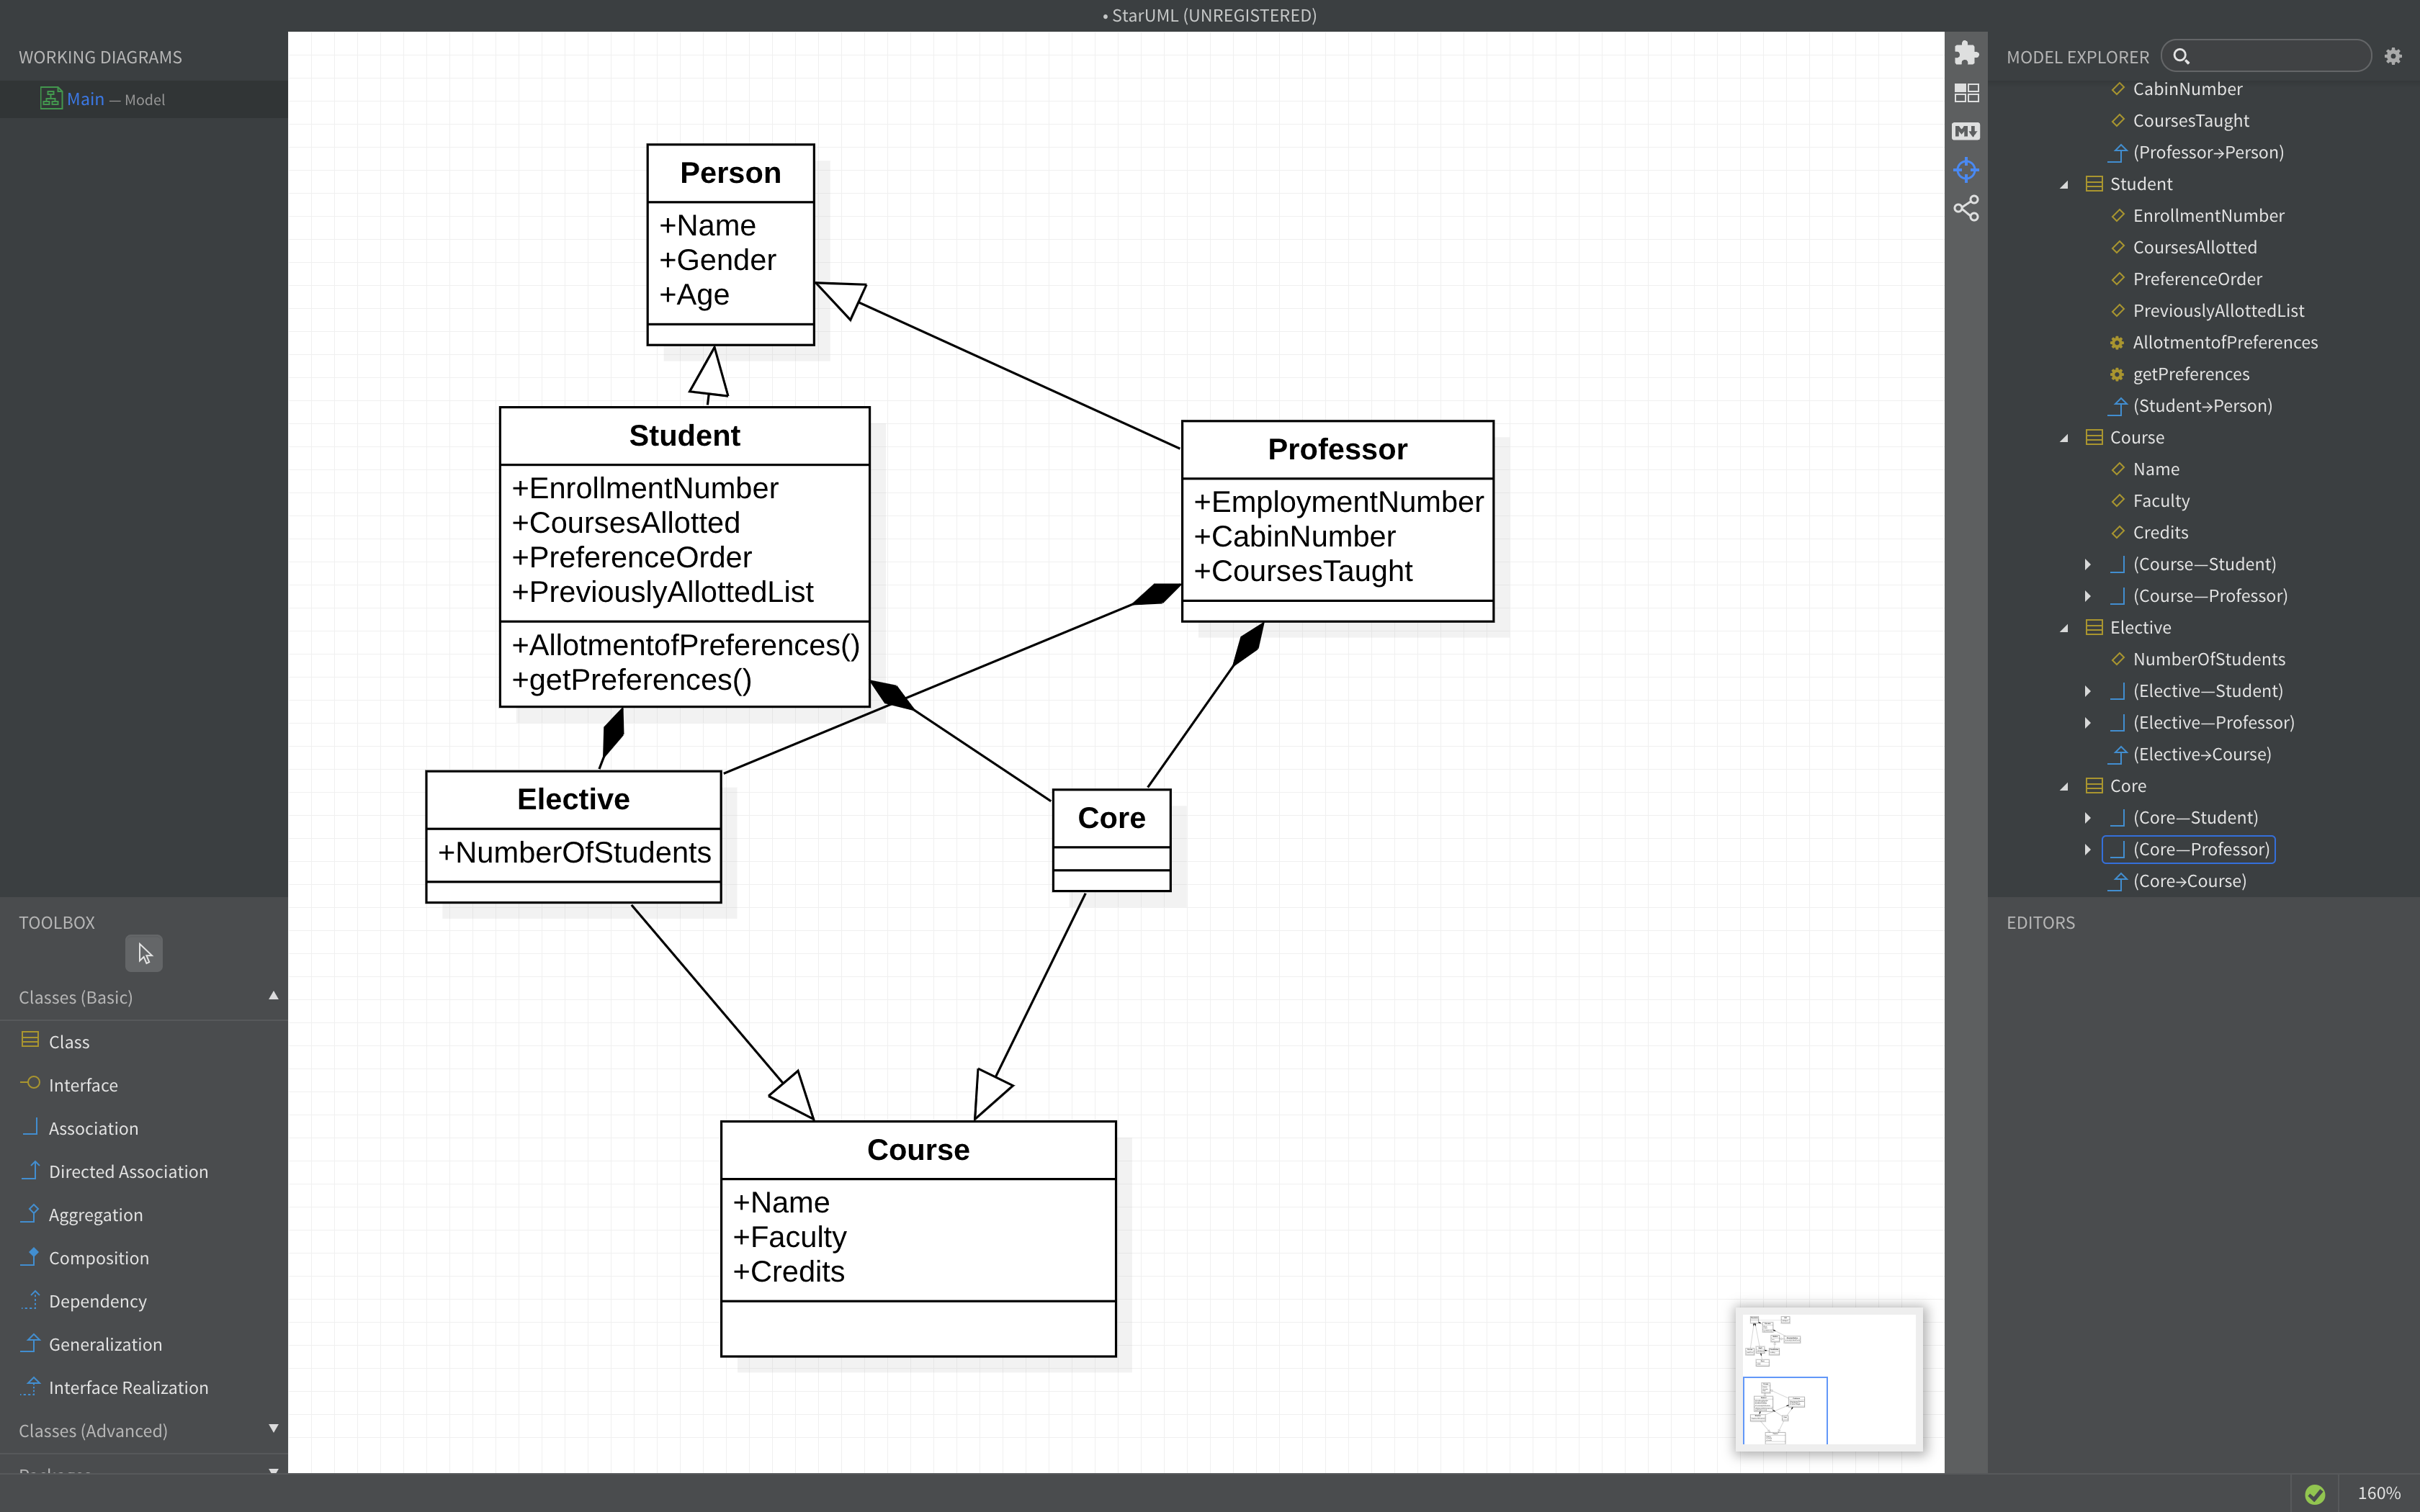 • StarUML (UNREGISTERED)
WORKING DIAGRAMS
Main — Model
TOOLBOX
Classes (Basic)
Class
Interface
Association
Directed Association
Aggregation
Composition
Dependency
Generalization
Interface Realization
Classes (Advanced)
Person
+Name
+Gender
+Age
Student
+EnrollmentNumber
+CoursesAllotted
+PreferenceOrder
+PreviouslyAllottedList
+AllotmentofPreferences()
+getPreferences()
Professor
+EmploymentNumber
+CabinNumber
+CoursesTaught
Elective
+NumberOfStudents
Core
Course
+Name
+Faculty
+Credits
M
MODEL EXPLORER
CabinNumber
CoursesTaught
(Professor→Person)
Student
EnrollmentNumber
CoursesAllotted
PreferenceOrder
PreviouslyAllottedList
AllotmentofPreferences
getPreferences
(Student→Person)
Course
Name
Faculty
Credits
(Course—Student)
(Course—Professor)
Elective
NumberOfStudents
(Elective—Student)
(Elective—Professor)
(Elective→Course)
Core
(Core—Student)
(Core—Professor)
(Core→Course)
EDITORS
160%